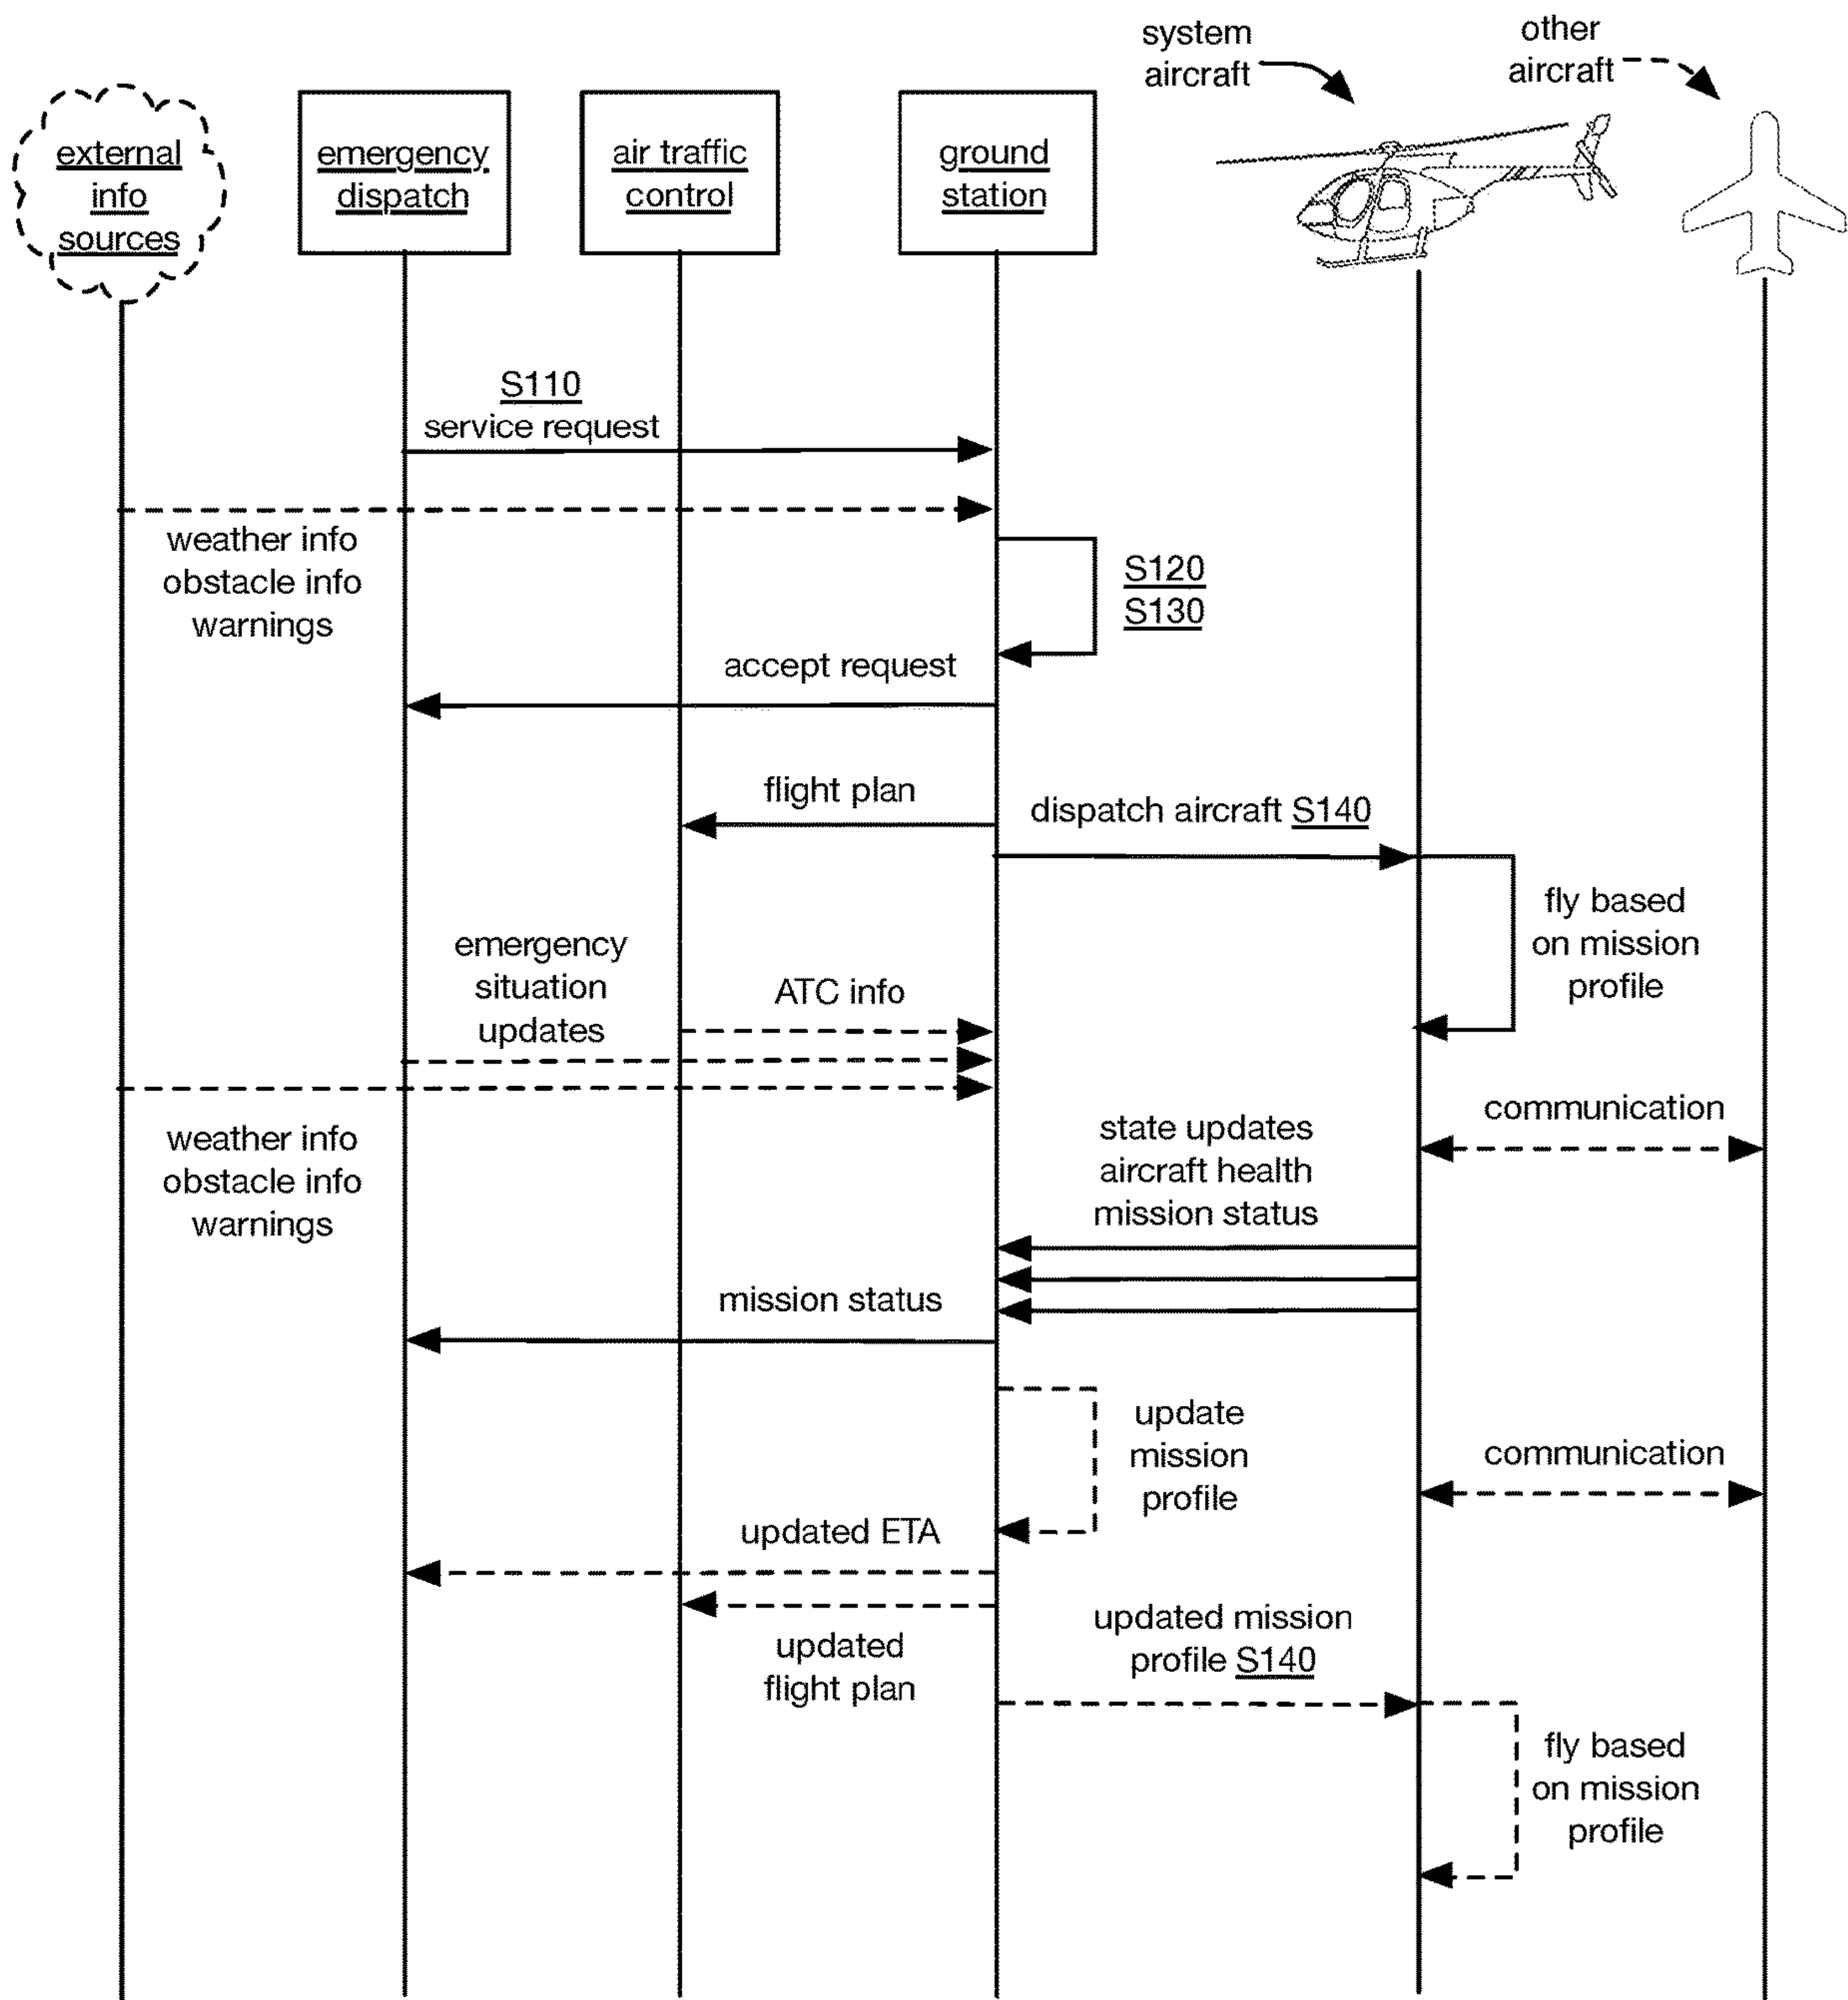 system
aircraft
other
aircraft
external
info
sources
emergency
dispatch
air traffic
control
ground
station
S110
service request
weather info
obstacle info
warnings
S120
S130
accept request
flight plan
dispatch aircraft S140
fly based
on mission
profile
emergency
situation
updates
ATC info
weather info
obstacle info
warnings
communication
state updates
aircraft health
mission status
mission status
update
mission
profile
communication
updated ETA
updated
flight plan
updated mission
profile S140
fly based
on mission
profile